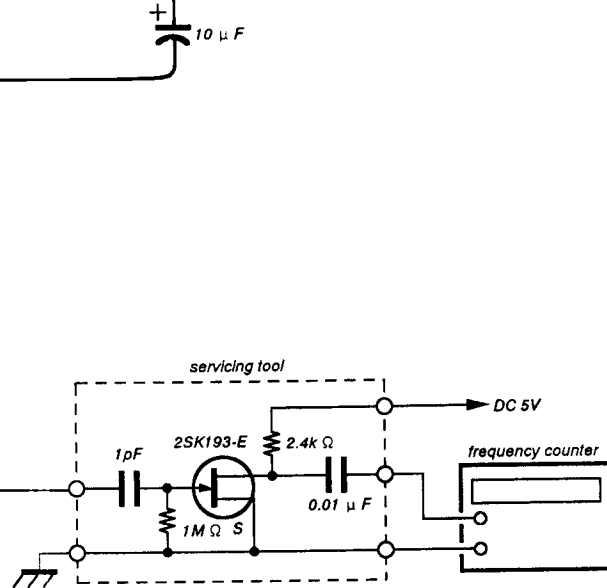 +
10 μ F
servicing tool
DC 5V
1pF
2SK193-E
2.4k Ω
frequency counter
0.01 μ F
1M Ω
S